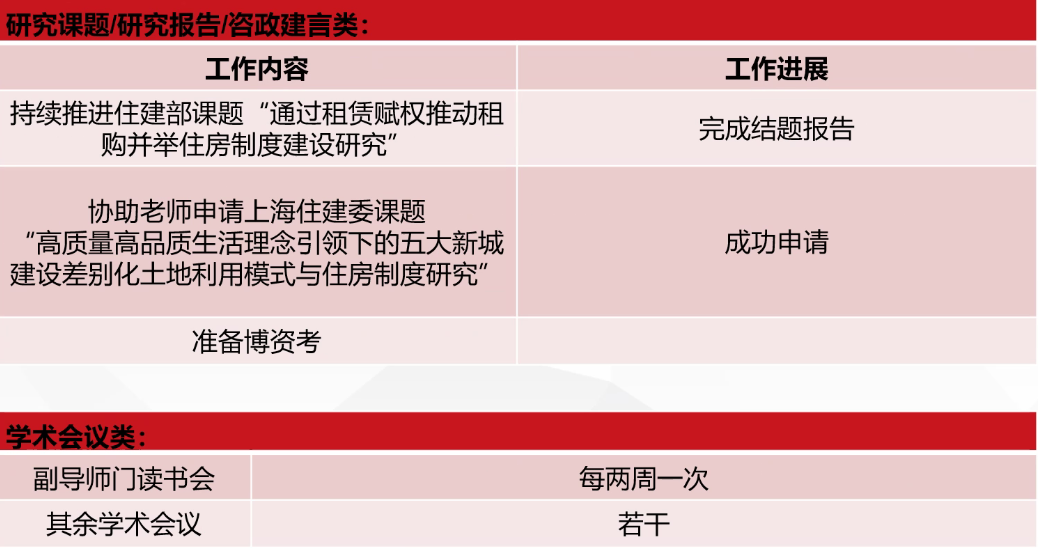 研究课题/研究报告/咨政建言类：
工作内容
工作进展
持续推进住建部课题“通过租赁赋权推动租
购并举住房制度建设研究”
完成结题报告
协助老师申请上海住建委课题
“高质量高品质生活理念引领下的五大新城
建设差别化土地利用模式与住房制度研究”
成功申请
准备博资考
学术会议类：
副导师门读书会
每两周一次
其余学术会议
若干